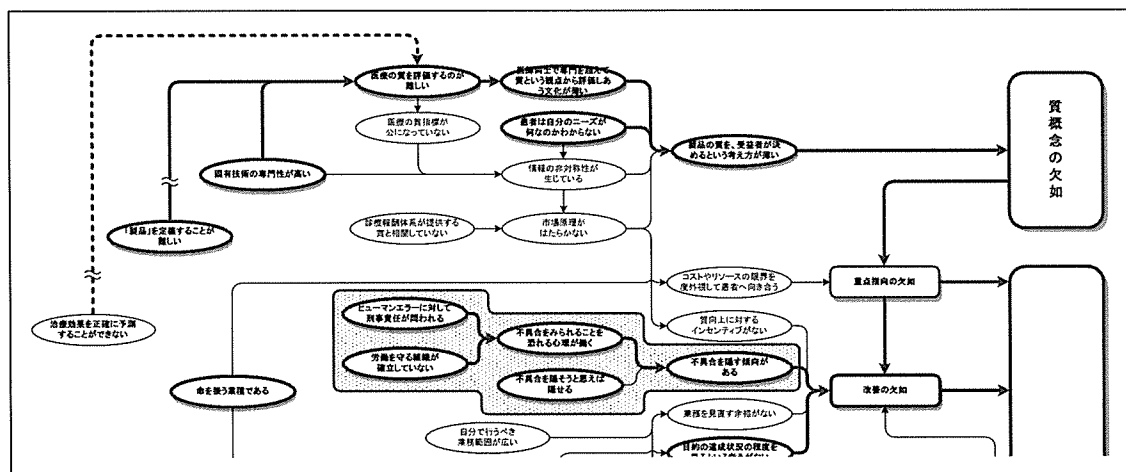 医療の質を評価するのが
難しい
医師同士で専門を超えて
質という観点から評価しあ
う文化が薄い
医療の質指標が
公になっていない
患者は自分のニーズが
何なのかわからない
質概念の欠如
製品の質を、受益者が決
めるという考え方が薄い
固有技術の専門性が高い
情報の非対称性が
生じている
「製品」を定義することが
難しい
診療報酬体系が提供する
質と相関していない
市場原理が
はたらかない
コストやリソースの限界を
度外視して患者へ向き合う
重点指向の欠如
治療効果を正確に予測
することができない
ヒューマンエラーに対して
刑事責任が問われる
質向上に対する
インセンティブがない
不具合をみられることを
恐れる心理が働く
労働を守る組織が
確立していない
不具合を隠す傾向が
ある
命を扱う業種である
不具合を隠そうと思えば
隠せる
改善の欠如
業務を見直す余裕がない
自分で行うべき
業務範囲が広い
目的の達成状況の程度を